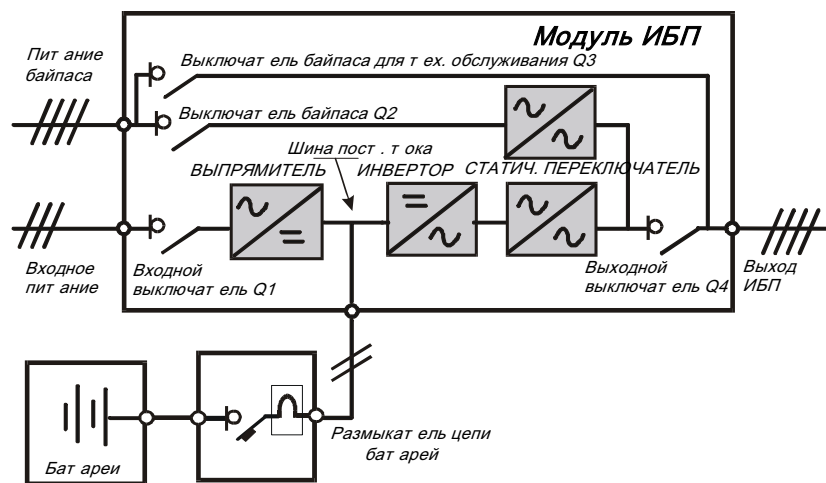 Модуль ИБП
Пит ание
байпаса
Выключат ель байпаса для т ех. обслуживания Q3
Выключат ель байпаса Q2
Шина пост . т ока
ВЫПРЯМИТЕЛЬ
ИНВЕРТОР
СТАТИЧ. ПЕРЕКЛЮЧАТЕЛЬ
Входное
пит ание
Входной
выключат ель Q1
Выходной
выключат ель Q4
Выход
ИБП
Размыкат ель цепи
бат арей
Бат ареи